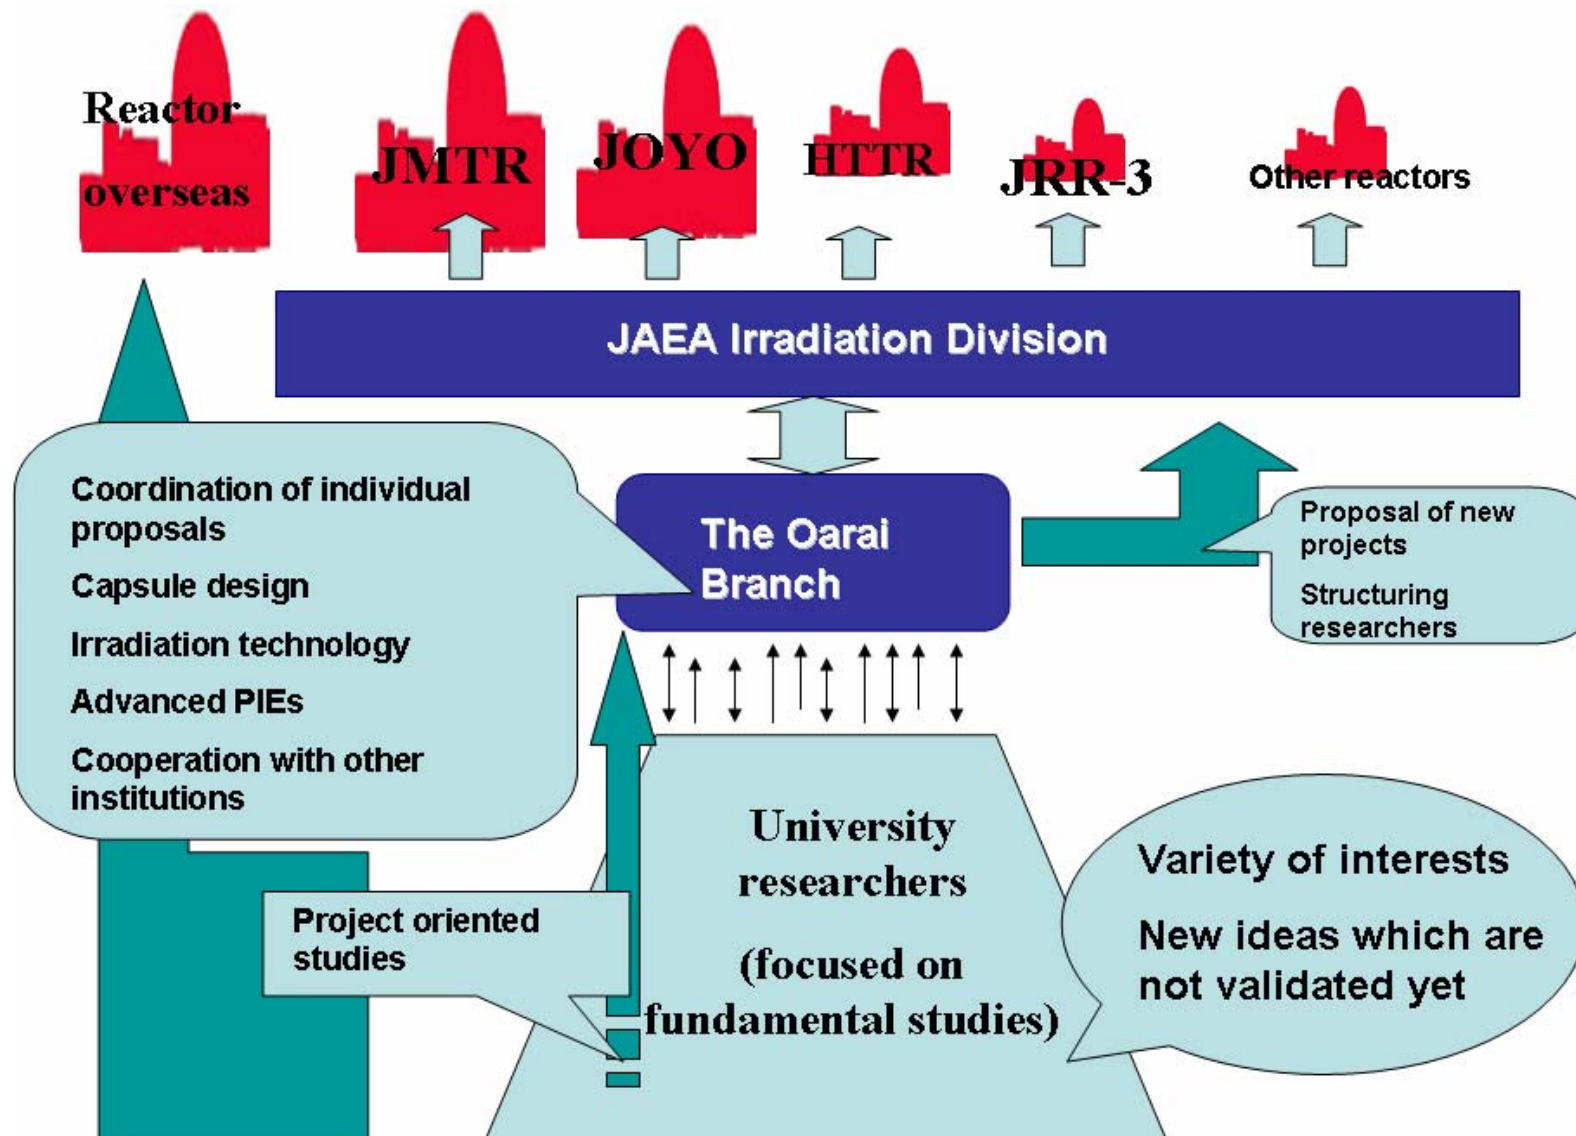 Reactor
overseas
JMTR
JOYO
HTTR
JRR-3
Other reactors
JAEA Irradiation Division
Coordination of individual
proposals
Capsule design
Irradiation technology
Advanced PIEs
Cooperation with other
institutions
The Oarai
Branch
Proposal of new
projects
Structuring
researchers
Project oriented
studies
University
researchers
(focused on
fundamental studies)
Variety of interests
New ideas which are
not validated yet